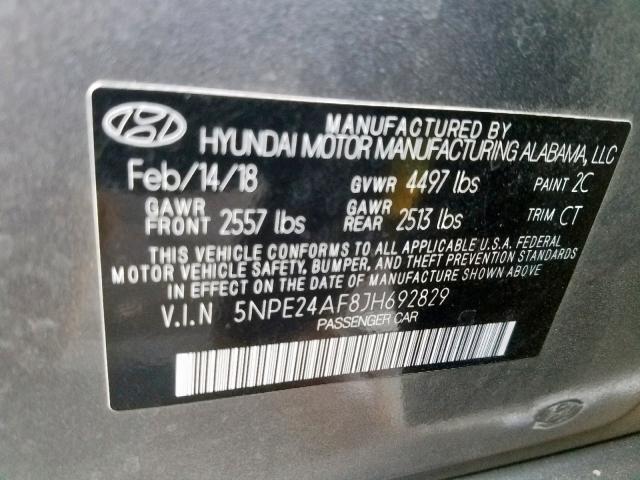 MANUFACTURED BY
HYUNDAI MOTOR MANUFACTURING ALABAMA, LLC
Feb/14/18 GVWR 4497 lbs PAINT 2C
GAWR FRONT 2557 lbs GAWR REAR 2513 lbs TRIM CT
THIS VEHICLE CONFORMS TO ALL APPLICABLE U.S.A. FEDERAL
MOTOR VEHICLE SAFETY, BUMPER, AND THEFT PREVENTION STANDARDS
IN EFFECT ON THE DATE OF MANUFACTURE SHOWN ABOVE.
V.I.N 5NPE24AF8JH692829
PASSENGER CAR